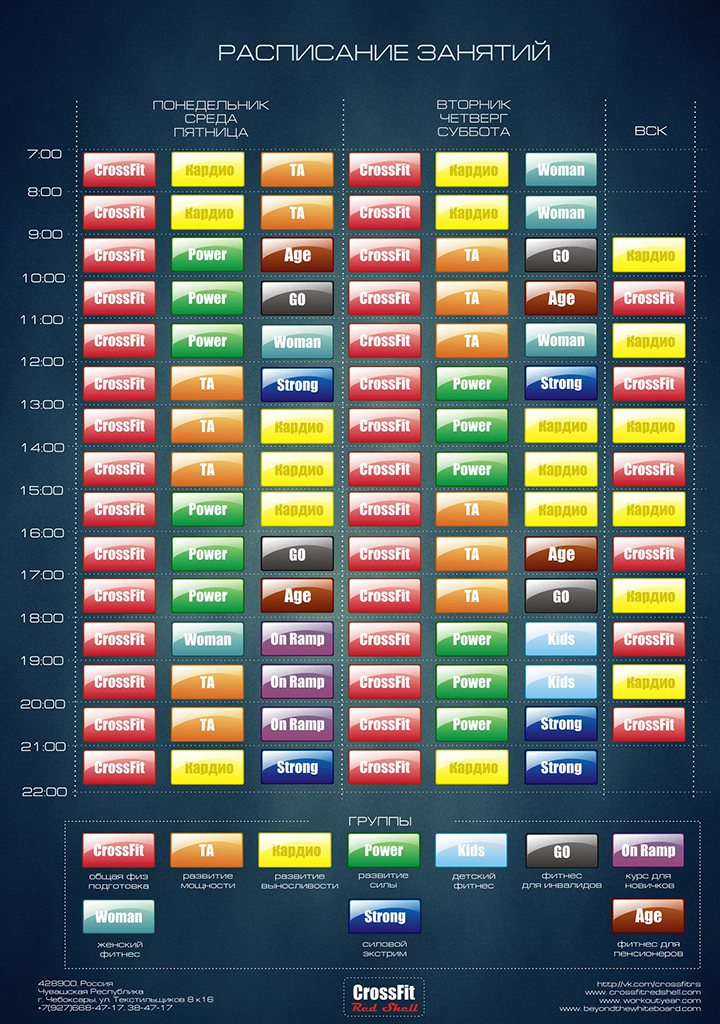 РАСПИСАНИЕ ЗАНЯТИЙ
ПОНЕДЕЛЬНИК
СРЕДА
ПЯТНИЦА
ВТОРНИК
ЧЕТВЕРГ
СУББОТА
ВСК
7:00
CrossFit Кардио TA CrossFit Кардио Woman
8:00
CrossFit Кардио TA CrossFit Кардио Woman
9:00
CrossFit Power Age CrossFit TA GO Кардио
10:00
CrossFit Power GO CrossFit TA Age CrossFit
11:00
CrossFit Power Woman CrossFit TA Woman Кардио
12:00
CrossFit TA Strong CrossFit Power Strong CrossFit
13:00
CrossFit TA Кардио CrossFit Power Кардио Кардио
14:00
CrossFit TA Кардио CrossFit Power Кардио CrossFit
15:00
CrossFit Power Кардио CrossFit TA Кардио Кардио
16:00
CrossFit Power GO CrossFit TA Age CrossFit
17:00
CrossFit Power Age CrossFit TA GO Кардио
18:00
CrossFit Woman On Ramp CrossFit Power Kids CrossFit
19:00
CrossFit TA On Ramp CrossFit Power Kids Кардио
20:00
CrossFit TA On Ramp CrossFit Power Strong CrossFit
21:00
CrossFit Кардио Strong CrossFit Кардио Strong
22:00
ГРУППЫ
CrossFit
общая физ
подготовка
TA
развитие
мощности
Кардио
развитие
выносливости
Power
развитие
силы
Kids
детский
фитнес
GO
фитнес
для инвалидов
On Ramp
курс для
новичков
Woman
женский
фитнес
Strong
силовой
экстрим
Age
фитнес для
пенсионеров
428900, Россия
Чувашская Республика
г. Чебоксары, ул. Текстильщиков 8 к16
+7(927)668-47-17, 38-47-17
CrossFit
Red Shell
http://vk.com/crossfitrs
www. crossfitredshell.com
www. workoutyear.com
www. beyondthewhiteboard.com